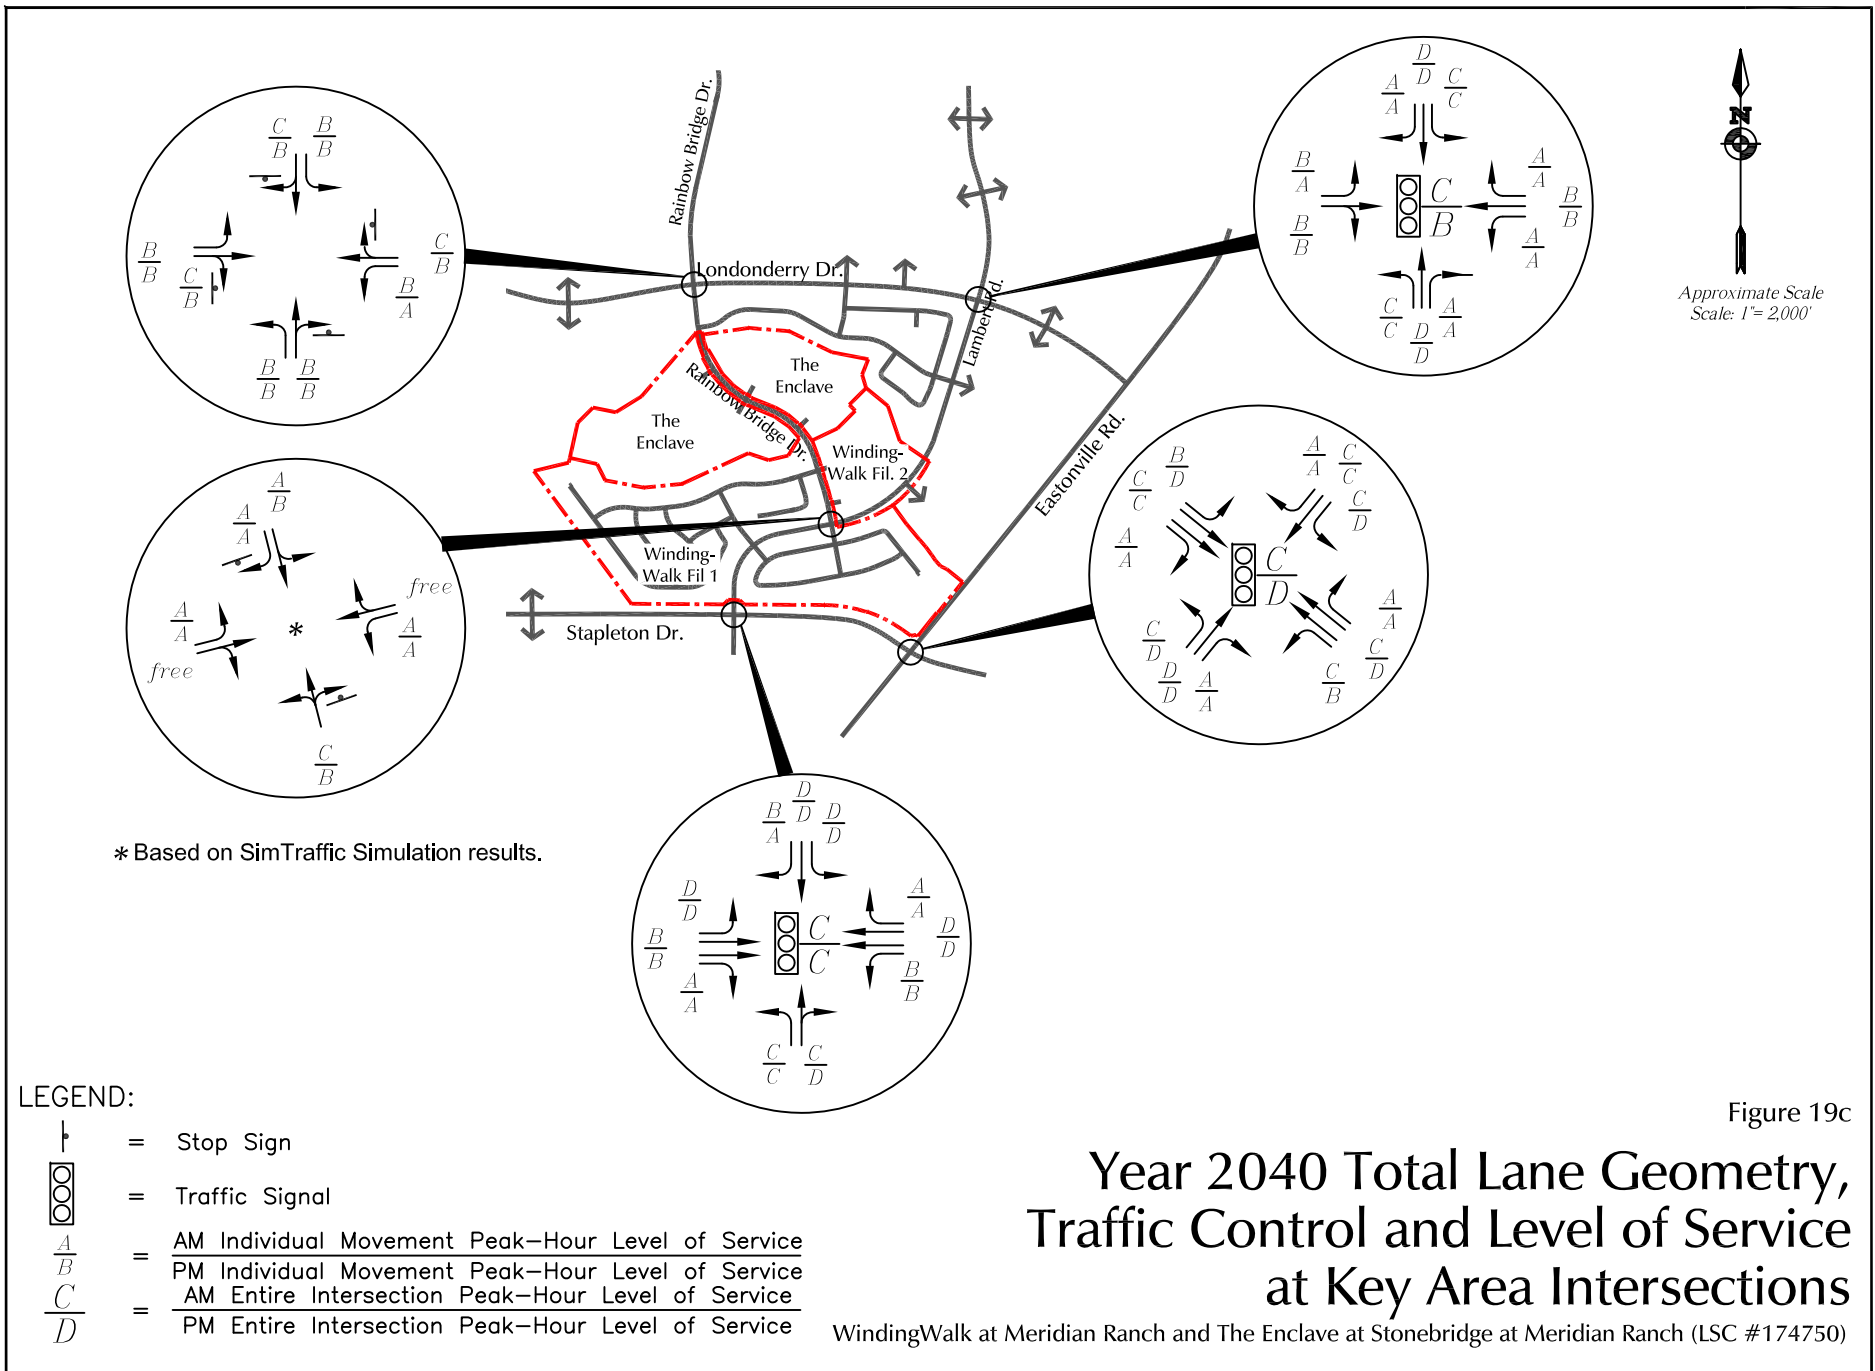 Rainbow Bridge Dr.
Londonderry Dr.
Lambert Rd.
Eastonville Rd.
The
Enclave
The
Enclave
Rainbow Bridge Dr.
Winding-
Walk Fil. 2
Winding-
Walk Fil 1
Stapleton Dr.
N
Approximate Scale
Scale: 1"= 2,000'
C B
B B
B C
B B
C B
B A
B B
B B
D
D
A C
A C
B A
A A
B C B
B B B
A
A
C D A
C D A
A
B
A
A
A free
A
* A
free A
C
B
B A C
D A C
C C
C D
A C
A D
A
A
C C
D D
D A C
D A B
D
D
B D
A D
D A
D A
B C D
B C D
A B
A B
C C
C D
* Based on SimTraffic Simulation results.
LEGEND:
= Stop Sign
= Traffic Signal
A = AM Individual Movement Peak-Hour Level of Service
B PM Individual Movement Peak-Hour Level of Service
C = AM Entire Intersection Peak-Hour Level of Service
D PM Entire Intersection Peak-Hour Level of Service
Figure 19c
Year 2040 Total Lane Geometry,
Traffic Control and Level of Service
at Key Area Intersections
WindingWalk at Meridian Ranch and The Enclave at Stonebridge at Meridian Ranch (LSC #174750)